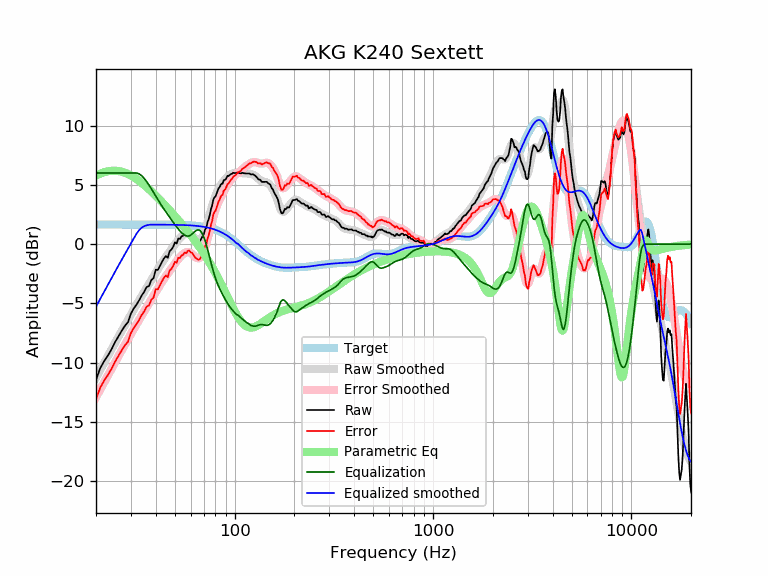 AKG K240 Sextett
Amplitude (dBr)
10
5
0
−5
−10
−15
−20
Target
Raw Smoothed
Error Smoothed
Raw
Error
Parametric Eq
Equalization
Equalized smoothed
100
1000
10000
Frequency (Hz)